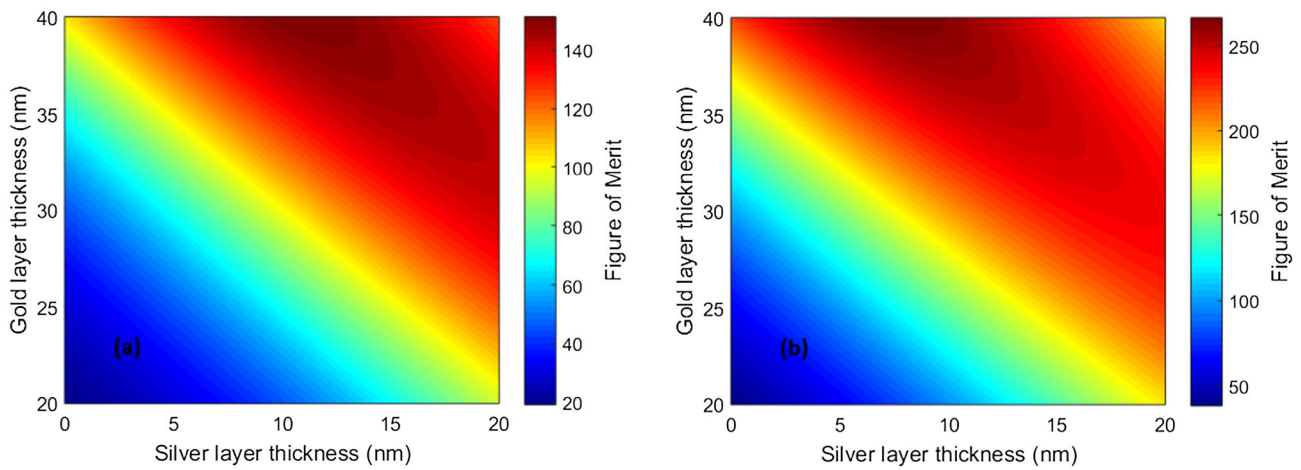 40
35
30
25
20
Gold layer thickness (nm)
(a)
0 5 10 15 20
Silver layer thickness (nm)
140
120
100
80
60
40
20
Figure of Merit
40
35
30
25
20
Gold layer thickness (nm)
(b)
0 5 10 15 20
Silver layer thickness (nm)
250
200
150
100
50
Figure of Merit